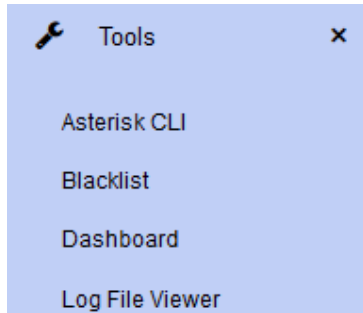 Tools
Asterisk CLI
Blacklist
Dashboard
Log File Viewer